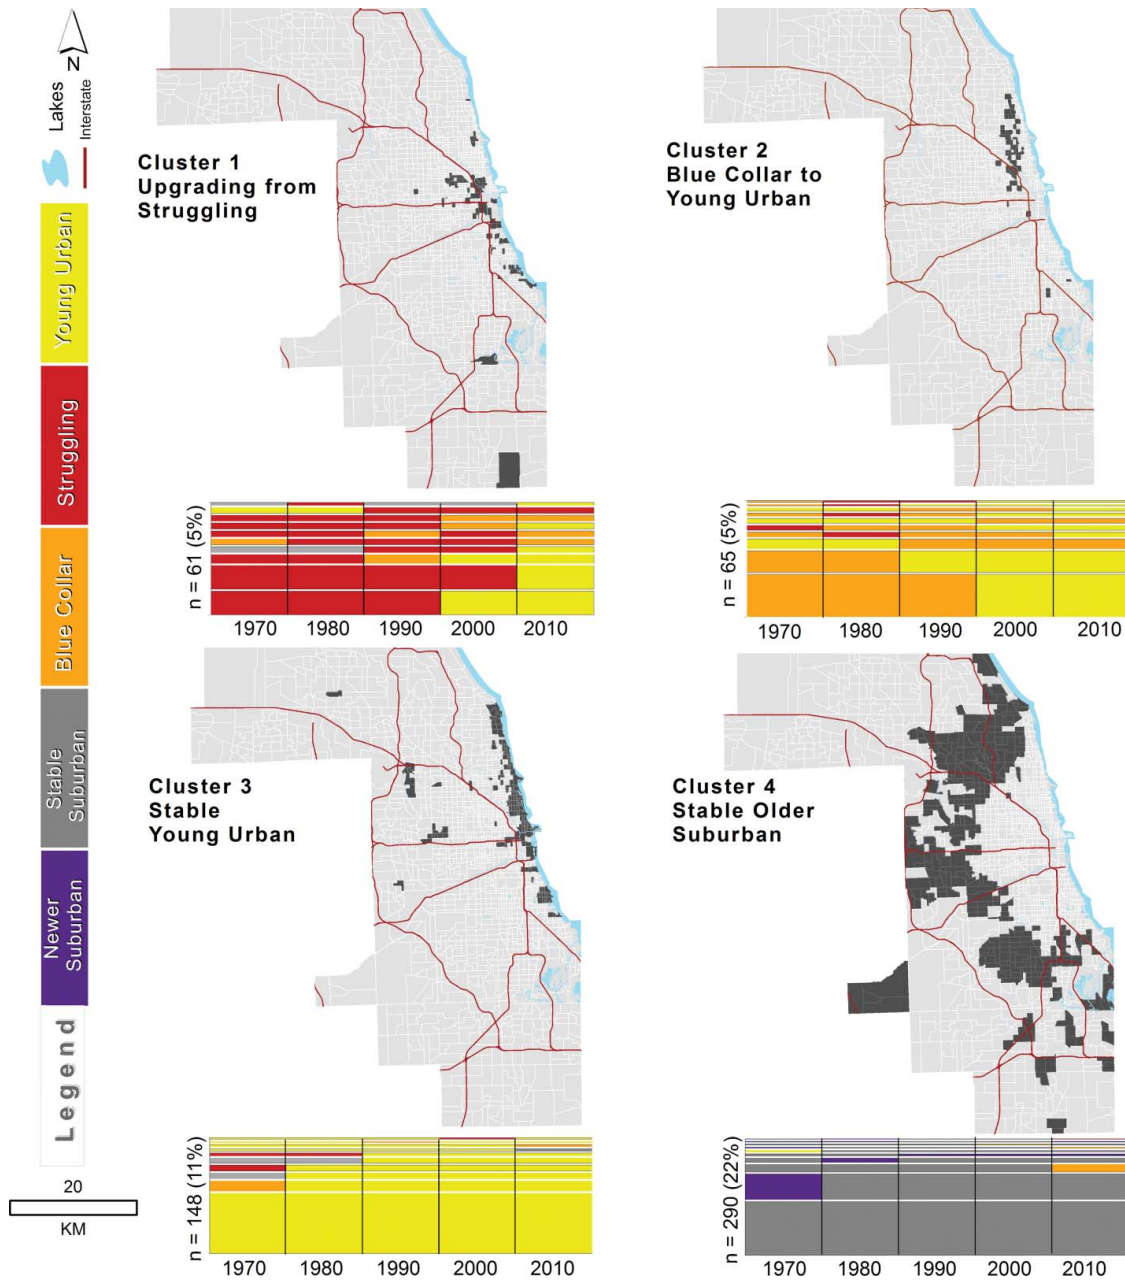 N
Lakes
Interstate
Young Urban
Struggling
Blue Collar
Stable
Suburban
Newer
Suburban
Legend
20
KM
Cluster 1
Upgrading from
Struggling
n = 61 (5%)
1970 1980 1990 2000 2010
Cluster 2
Blue Collar to
Young Urban
n = 65 (5%)
1970 1980 1990 2000 2010
Cluster 3
Stable
Young Urban
n = 148 (11%)
1970 1980 1990 2000 2010
Cluster 4
Stable Older
Suburban
n = 290 (22%)
1970 1980 1990 2000 2010